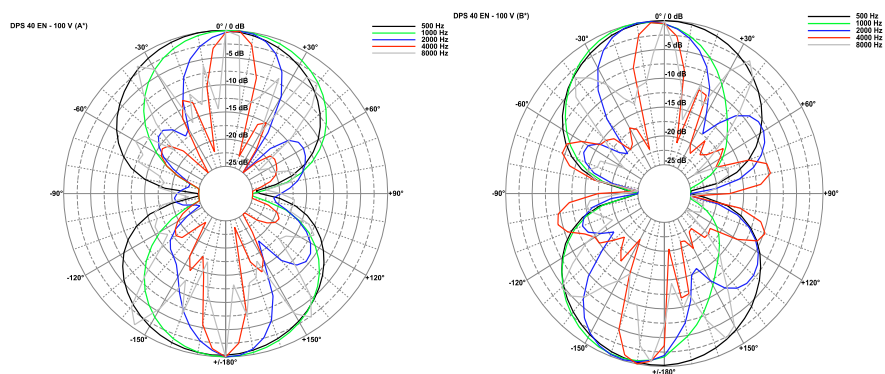 DPS 40 EN - 100 V (A°)
0° / 0 dB
500 Hz
1000 Hz
2000 Hz
4000 Hz
8000 Hz
-30°
+30°
-5 dB
-10 dB
-60°
+60°
-15 dB
-20 dB
-25 dB
-90°
+90°
-120°
+120°
-150°
+150°
+/-180°
DPS 40 EN - 100 V (B°)
0° / 0 dB
500 Hz
1000 Hz
2000 Hz
4000 Hz
8000 Hz
-30°
+30°
-5 dB
-10 dB
-60°
+60°
-15 dB
-20 dB
-25 dB
-90°
+90°
-120°
+120°
-150°
+150°
+/-180°